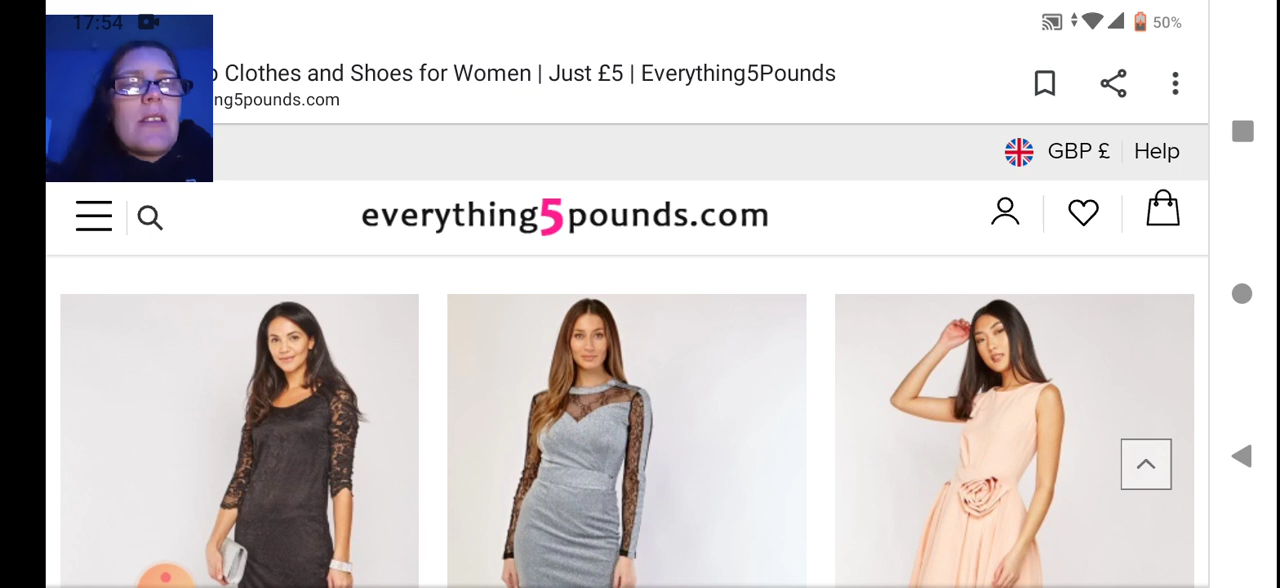 17:54
50%
Clothes and Shoes for Women | Just £5 | Everything5Pounds
ng5pounds.com
GBP £
Help
everything5pounds.com